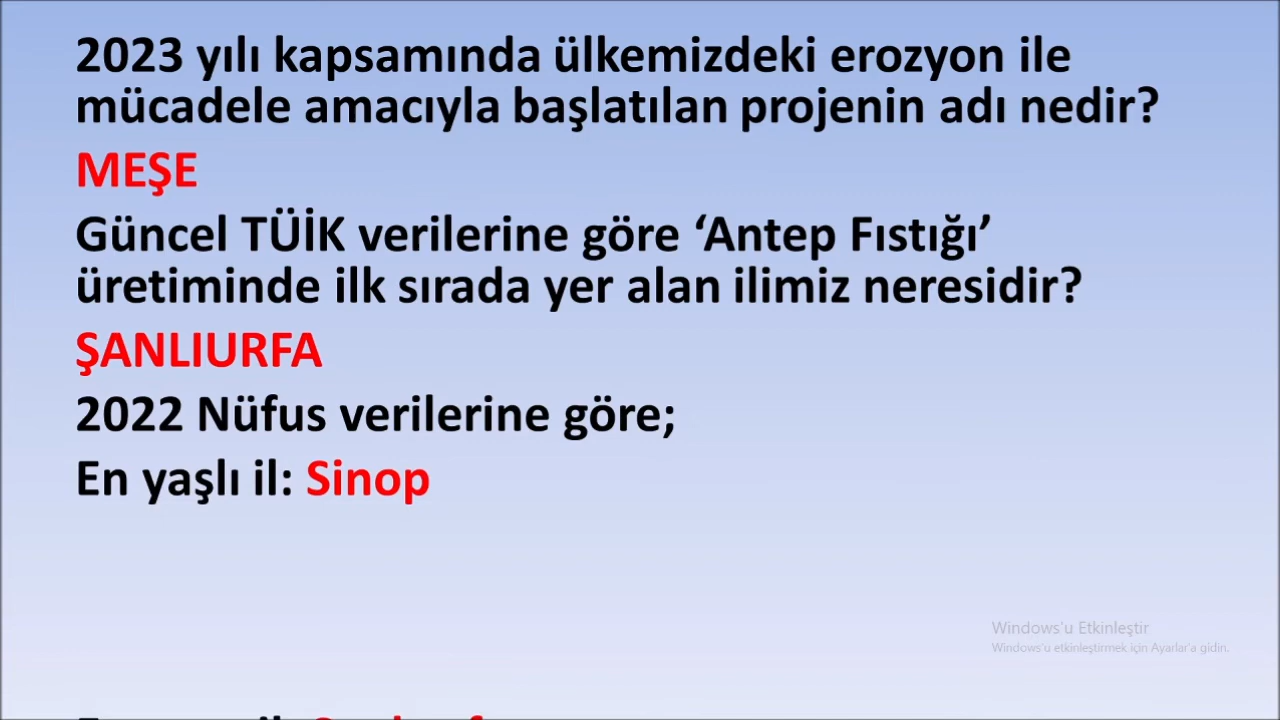 2023 yılı kapsamında ülkemizdeki erozyon ile
mücadele amacıyla başlatılan projenin adı nedir?
MEŞE
Güncel TÜİK verilerine göre ‘Antep Fıstığı’
üretiminde ilk sırada yer alan ilimiz neresidir?
ŞANLIURFA
2022 Nüfus verilerine göre;
En yaşlı il: Sinop
Windows'u Etkinleştir
Windows'u etkinleştirmek için Ayarlar'a gidin.